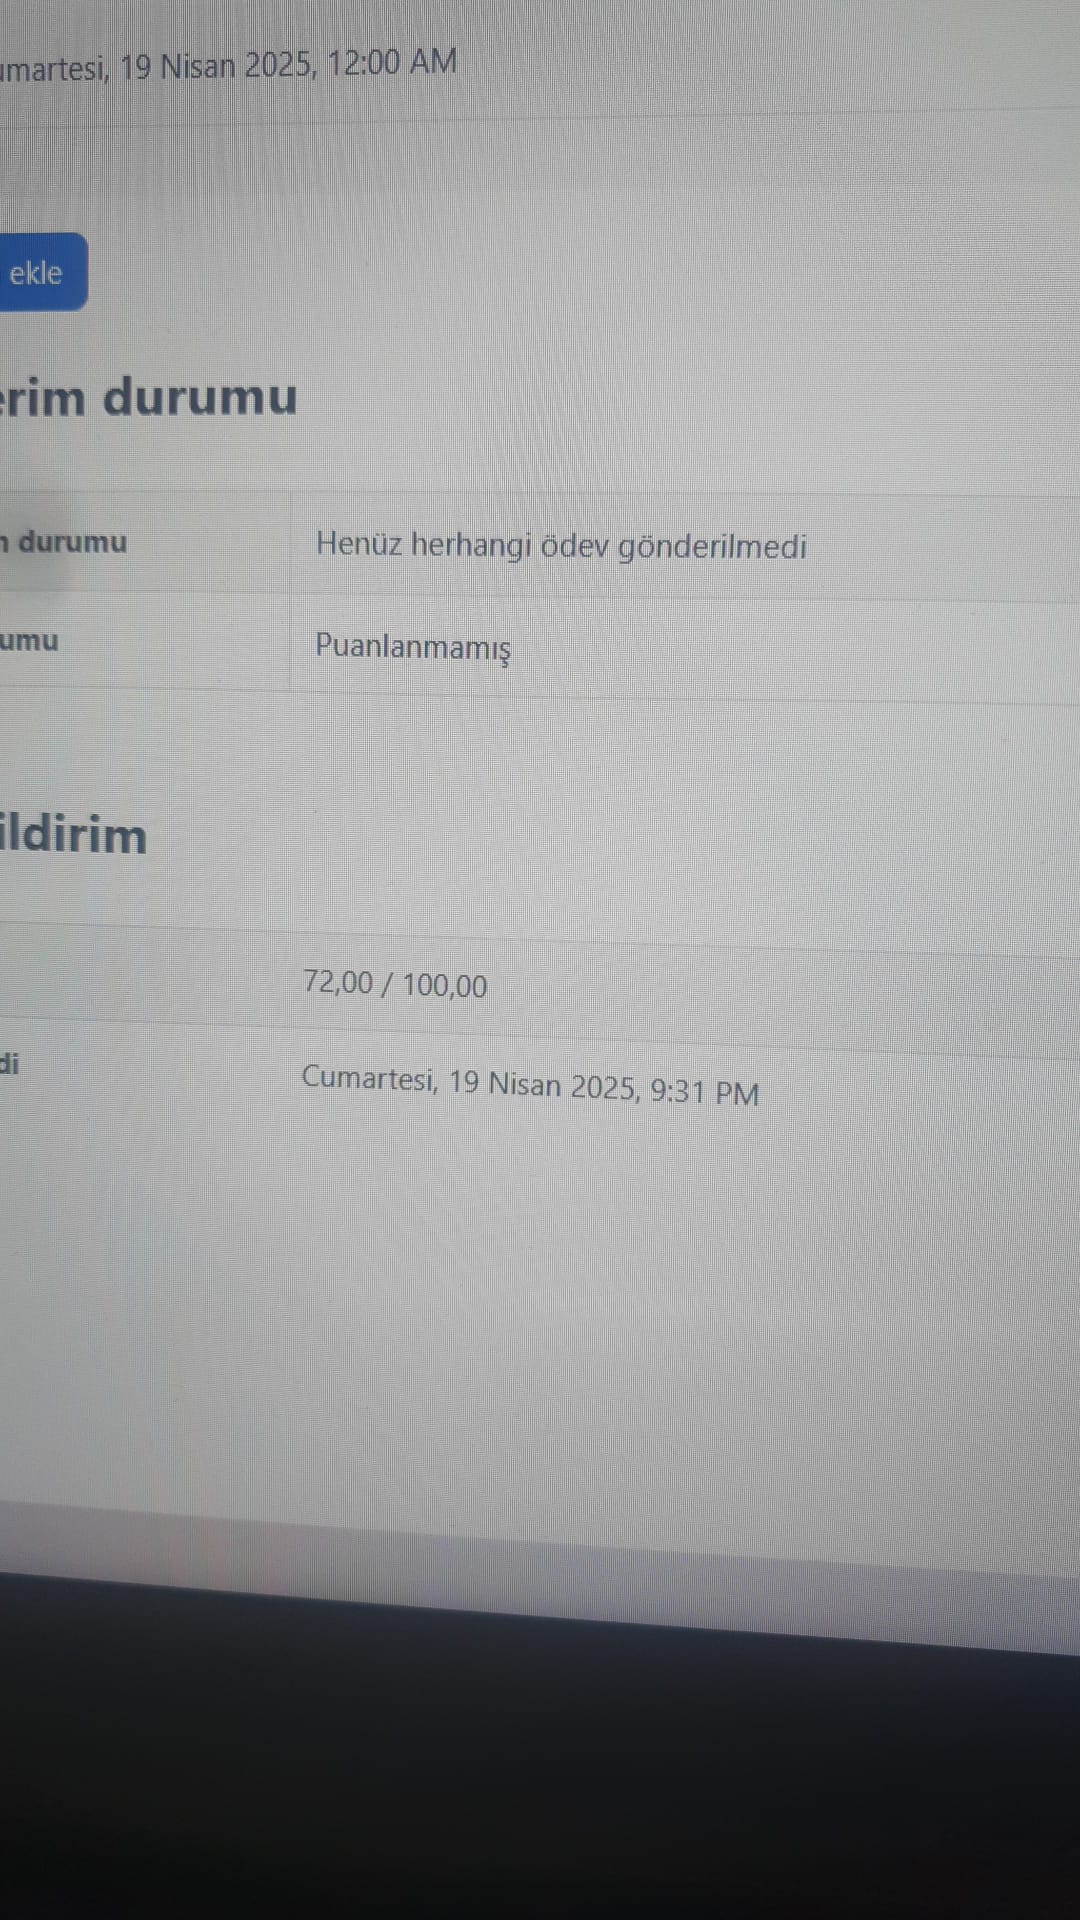 umartesi, 19 Nisan 2025, 12:00 AM
ekle
erim durumu
n durumu
Henüz herhangi ödev gönderilmedi
umu
Puanlanmamış
ildirim
72,00 / 100,00
di
Cumartesi, 19 Nisan 2025, 9:31 PM